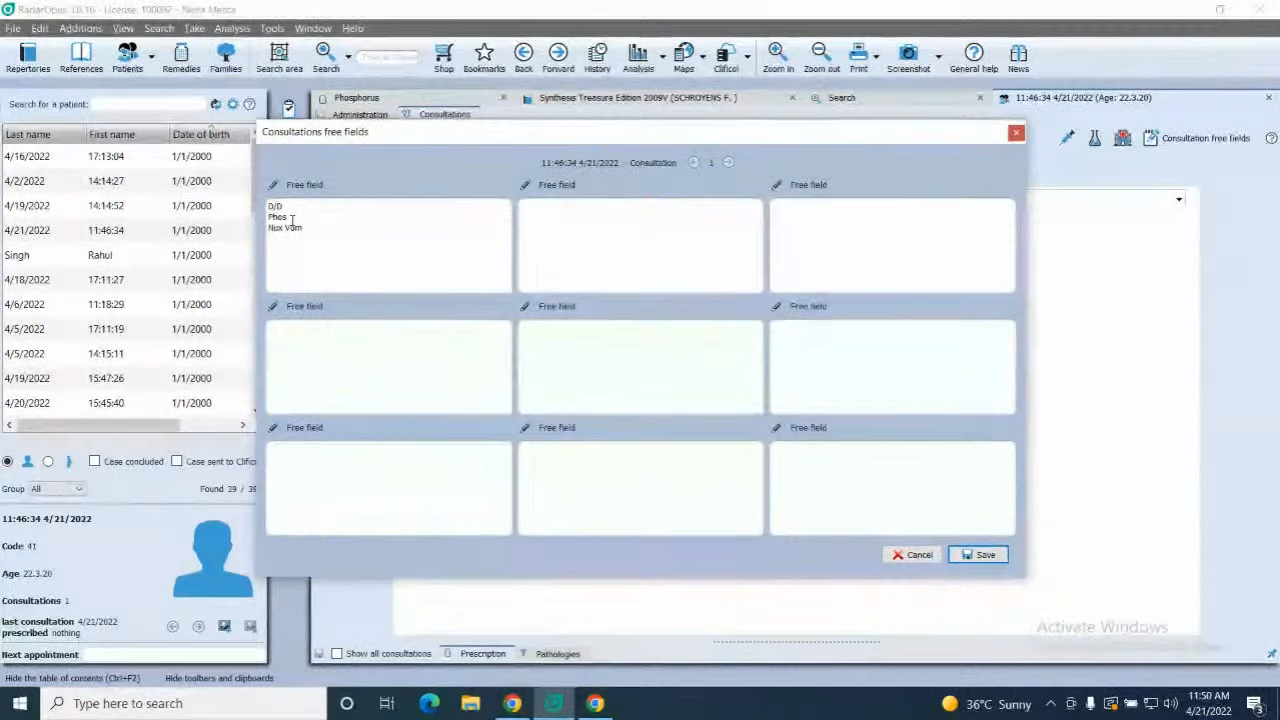 RadarOpus
File Edit Additions View Search Take Analysis Tools Window Help
Repertories References Patients Remedies Families Search area Search Shop Bookmarks Back Forward History Analysis Maps Clificol Zoom in Zoom out Print Screenshot General help News
Search for a patient:
Phosphorus Synthesis Treasure Edition 2009V (SCHROYENS F.) Search 11:46:34 4/21/2022 (Age: 22.3.20)
Administration Consultations
Last name First name Date of birth
4/16/2022 17:13:04 1/1/2000
4/2/2022 14:14:27 1/1/2000
4/19/2022 14:14:52 1/1/2000
4/21/2022 11:46:34 1/1/2000
Singh Rahul 1/1/2000
4/18/2022 17:11:27 1/1/2000
4/6/2022 11:18:29 1/1/2000
4/5/2022 17:11:19 1/1/2000
4/5/2022 14:15:11 1/1/2000
4/19/2022 15:47:26 1/1/2000
4/20/2022 15:45:40 1/1/2000
Case concluded Case sent to Clific
Group All Found 39 / 39
11:46:34 4/21/2022
Code: 41
Age 22.3.20
Consultations 1
last consultation 4/21/2022
prescribed nothing
Next appointment
Consultations free fields
Consultation free fields
11:46:34 4/21/2022 Consultation 1
Free field Free field Free field
D/D
Phos
Nux Vom
Free field Free field Free field
Free field Free field Free field
Cancel Save
Activate Windows
Show all consultations Prescription Pathologies
Hide the table of contents (Ctrl+F2) Hide toolbars and clipboards
Type here to search
36°C Sunny
11:50 AM
4/21/2022
3